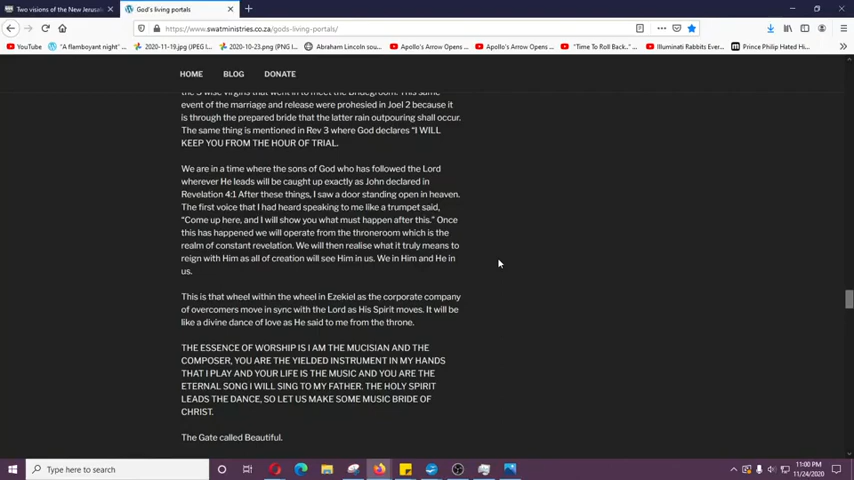 Two visions of the New Jerusale
God's living portals
https://www.swatministries.co.za/gods-living-portals/
YouTube
"A flamboyant night"
2020-11-19.jpg (JPEG I...
2020-10-23.png (PNG I...
Abraham Lincoln sou...
Apollo's Arrow Opens ...
Apollo's Arrow Opens ...
"Time To Roll Back."...
Illuminati Rabbits Ever...
Prince Philip Hated Hi...
HOME
BLOG
DONATE
the 5 wise virgins that went in to meet the Bridegroom. This same
event of the marriage and release were prohesied in Joel 2 because it
is through the prepared bride that the latter rain outpouring shall occur.
The same thing is mentioned in Rev 3 where God declares “I WILL
KEEP YOU FROM THE HOUR OF TRIAL.
We are in a time where the sons of God who has followed the Lord
wherever He leads will be caught up exactly as John declared in
Revelation 4:1 After these things, I saw a door standing open in heaven.
The first voice that I had heard speaking to me like a trumpet said,
“Come up here, and I will show you what must happen after this.” Once
this has happened we will operate from the throneroom which is the
realm of constant revelation. We will then realise what it truly means to
reign with Him as all of creation will see Him in us. We in Him and He in
us.
This is that wheel within the wheel in Ezekiel as the corporate company
of overcomers move in sync with the Lord as His Spirit moves. It will be
like a divine dance of love as He said to me from the throne.
THE ESSENCE OF WORSHIP IS I AM THE MUCISIAN AND THE
COMPOSER, YOU ARE THE YIELDED INSTRUMENT IN MY HANDS
THAT I PLAY AND YOUR LIFE IS THE MUSIC AND YOU ARE THE
ETERNAL SONG I WILL SING TO MY FATHER. THE HOLY SPIRIT
LEADS THE DANCE, SO LET US MAKE SOME MUSIC BRIDE OF
CHRIST.
The Gate called Beautiful.
Type here to search
11:00 PM
11/24/2020